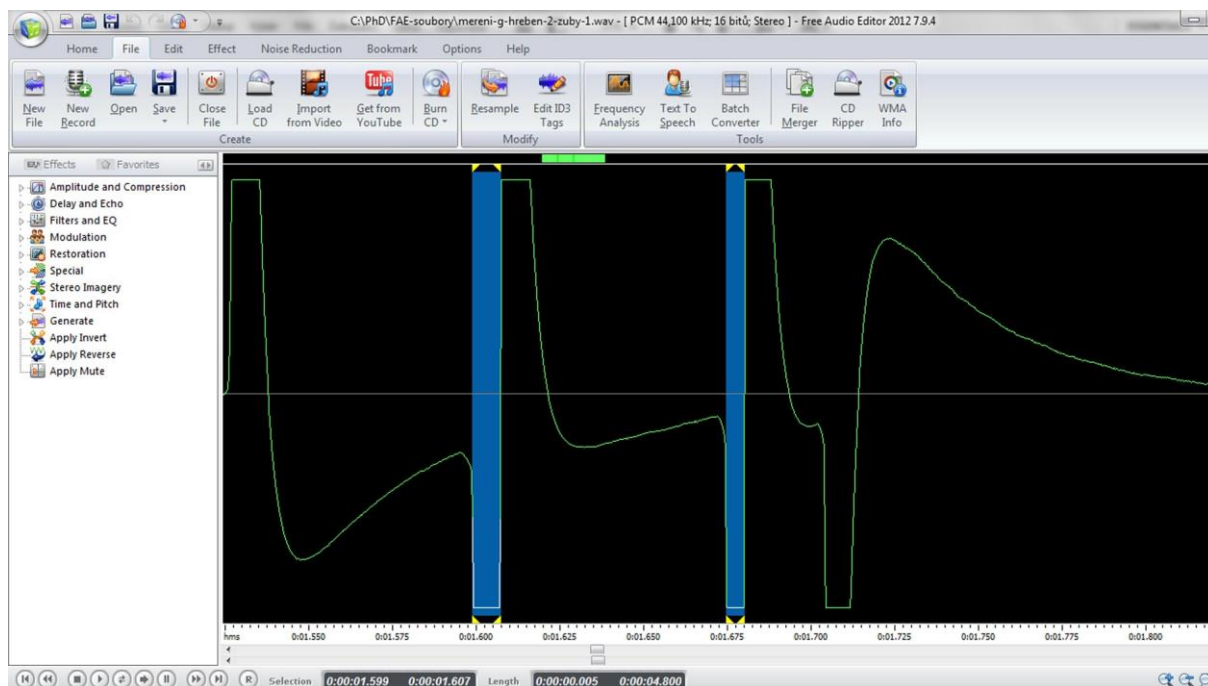 C:\PhD\FAE-soubory\mereni-g-hreben-2-zuby-1.wav - [ PCM 44,100 kHz; 16 bitů; Stereo ] - Free Audio Editor 2012 7.9.4
Home File Edit Effect Noise Reduction Bookmark Options Help
New File
New Record
Open
Save
Close File
Load CD
Import from Video
You Tube
Get from YouTube
Burn CD
Create
Resample
Edit ID3 Tags
Modify
Frequency Analysis
Text To Speech
Batch Converter
File Merger
CD Ripper
WMA Info
Tools
Effects Favorites
Amplitude and Compression
Delay and Echo
Filters and EQ
Modulation
Restoration
Special
Stereo Imagery
Time and Pitch
Generate
Apply Invert
Apply Reverse
Apply Mute
hms 0:01.550 0:01.575 0:01.600 0:01.625 0:01.650 0:01.675 0:01.700 0:01.725 0:01.750 0:01.775 0:01.800
R Selection 0:00:01.599 0:00:01.607 Length 0:00:00.005 0:00:04.800